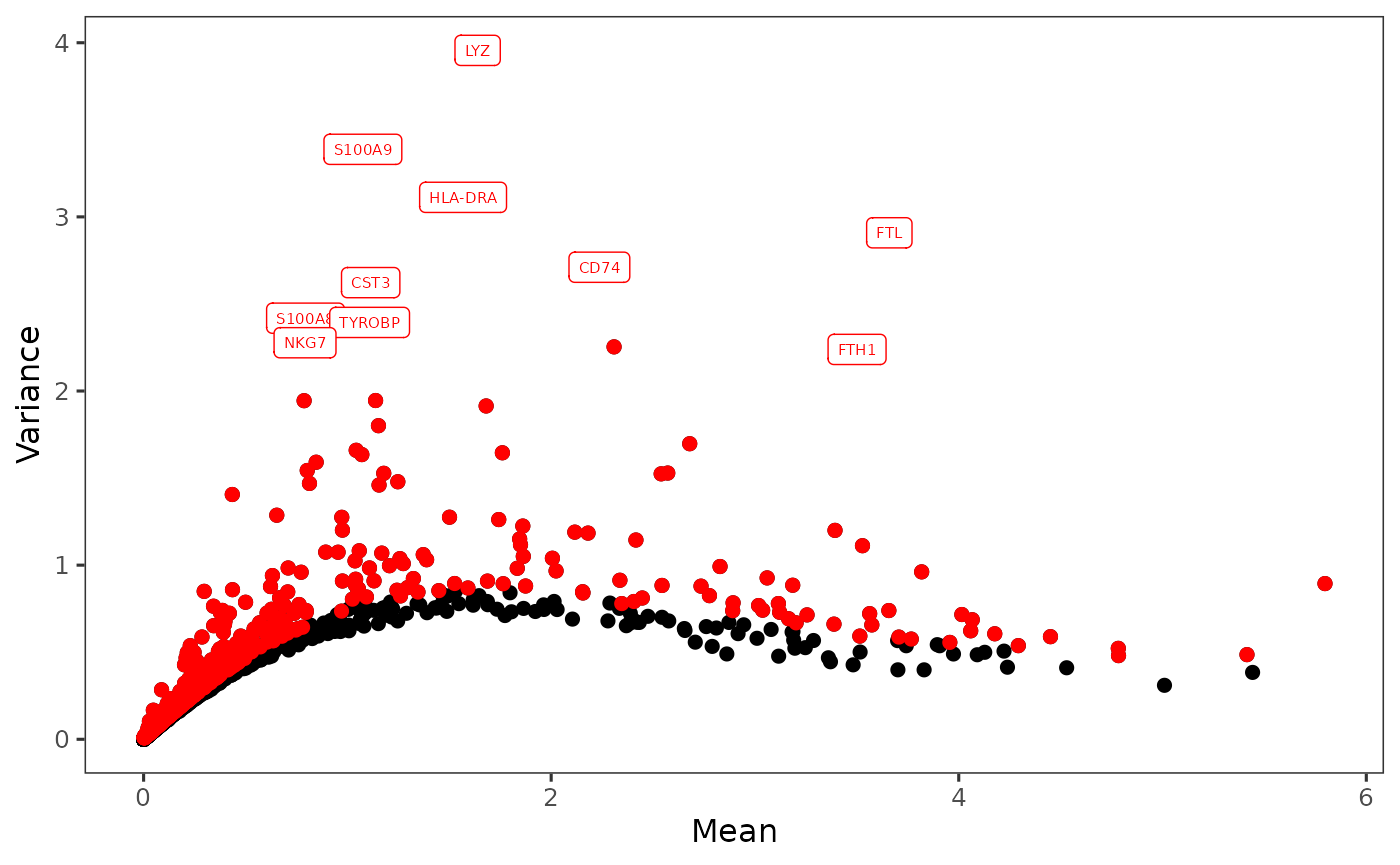 4
LYZ
S100A9
HLA-DRA
3
FTL
CD74
CST3
S100A8
TYROBP
NKG7
FTH1
Variance
2
1
0
0
2
4
6
Mean